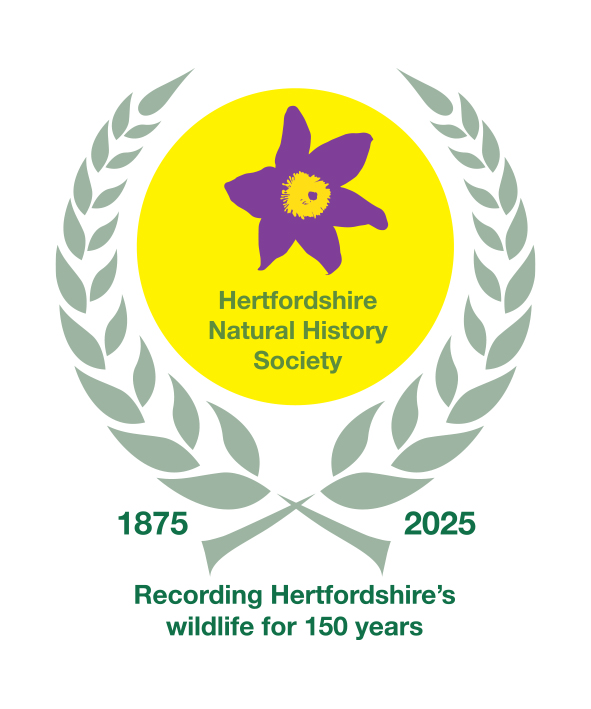 Hertfordshire
Natural History
Society
1875
2025
Recording Hertfordshire’s
wildlife for 150 years